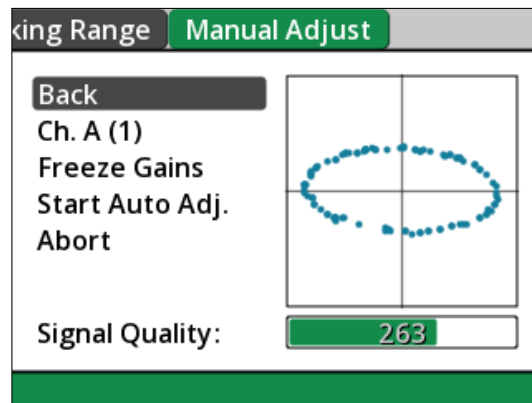 king Range
Manual Adjust
Back
Ch. A (1)
Freeze Gains
Start Auto Adj.
Abort
Signal Quality:
263